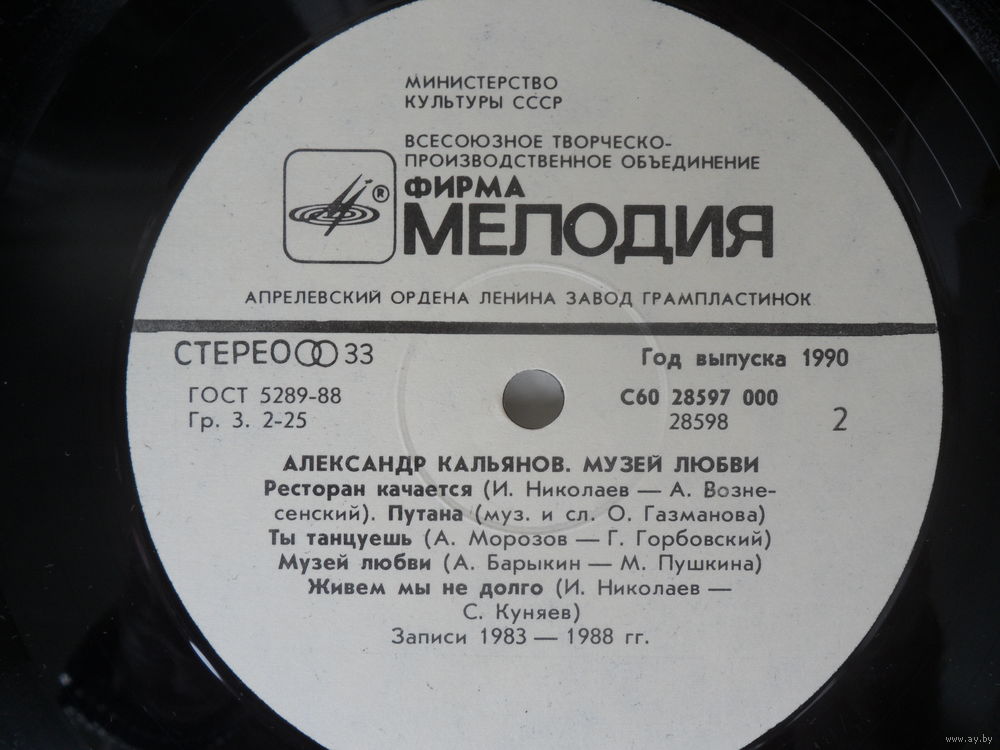 МИНИСТЕРСТВО
КУЛЬТУРЫ СССР
ВСЕСОЮЗНОЕ ТВОРЧЕСКО-
ПРОИЗВОДСТВЕННОЕ ОБЪЕДИНЕНИЕ
ФИРМА
®
МЕЛОДИЯ
АПРЕЛЕВСКИЙ ОРДЕНА ЛЕНИНА ЗАВОД ГРАМПЛАСТИНОК
СТЕРЕО 33
Год выпуска 1990
ГОСТ 5289-88
С60 28597 000
Гр. 3. 2-25
28598
2
АЛЕКСАНДР КАЛЬЯНОВ. МУЗЕЙ ЛЮБВИ
Ресторан качается (И. Николаев — А. Возне-
сенский). Путана (муз. и сл. О. Газманова)
Ты танцуешь (А. Морозов — Г. Горбовский)
Музей любви (А. Барыкин — М. Пушкина)
Живем мы не долго (И. Николаев —
С. Куняев)
Записи 1983 — 1988 гг.
www.ay.by